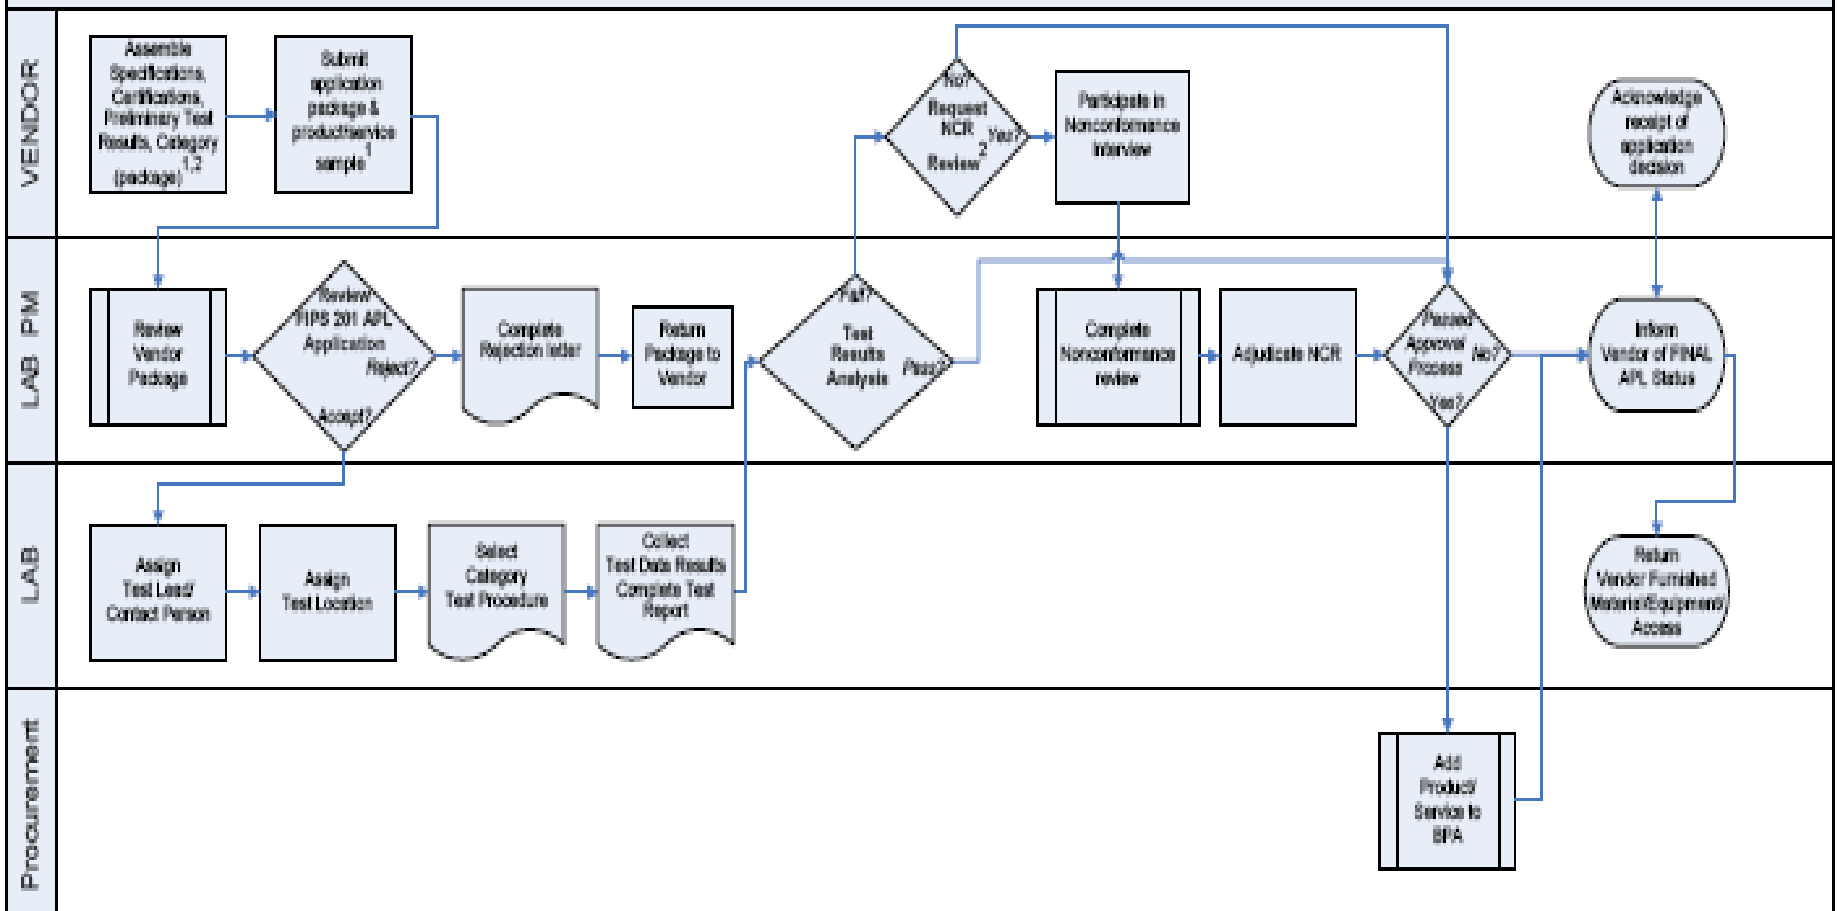 VENDOR
Assemble
Specifications,
Certifications,
Preliminary Test
Results, Category
(package) 1,2
Submit
application
package &
product/service
sample 1
No?
Request
NCR
Yes?
Review 2
Participate in
Nonconformance
Interview
Acknowledge
receipt of
application
decision
LAB PM
Review
Vendor
Package
Review
FIPS 201 APL
Application
Reject?
Accept?
Complete
Rejection letter
Return
Package to
Vendor
Fail?
Test
Results
Analysis
Pass?
Complete
Nonconformance
review
Adjudicate NCR
Passed
Approval
Process
No?
Yes?
Inform
Vendor of FINAL
APL Status
LAB
Assign
Test Lead/
Contact Person
Assign
Test Location
Select
Category
Test Procedure
Collect
Test Data Results
Complete Test
Report
Return
Vendor Furnished
Material/Equipment/
Access
Procurement
Add
Product/
Service to
BPA